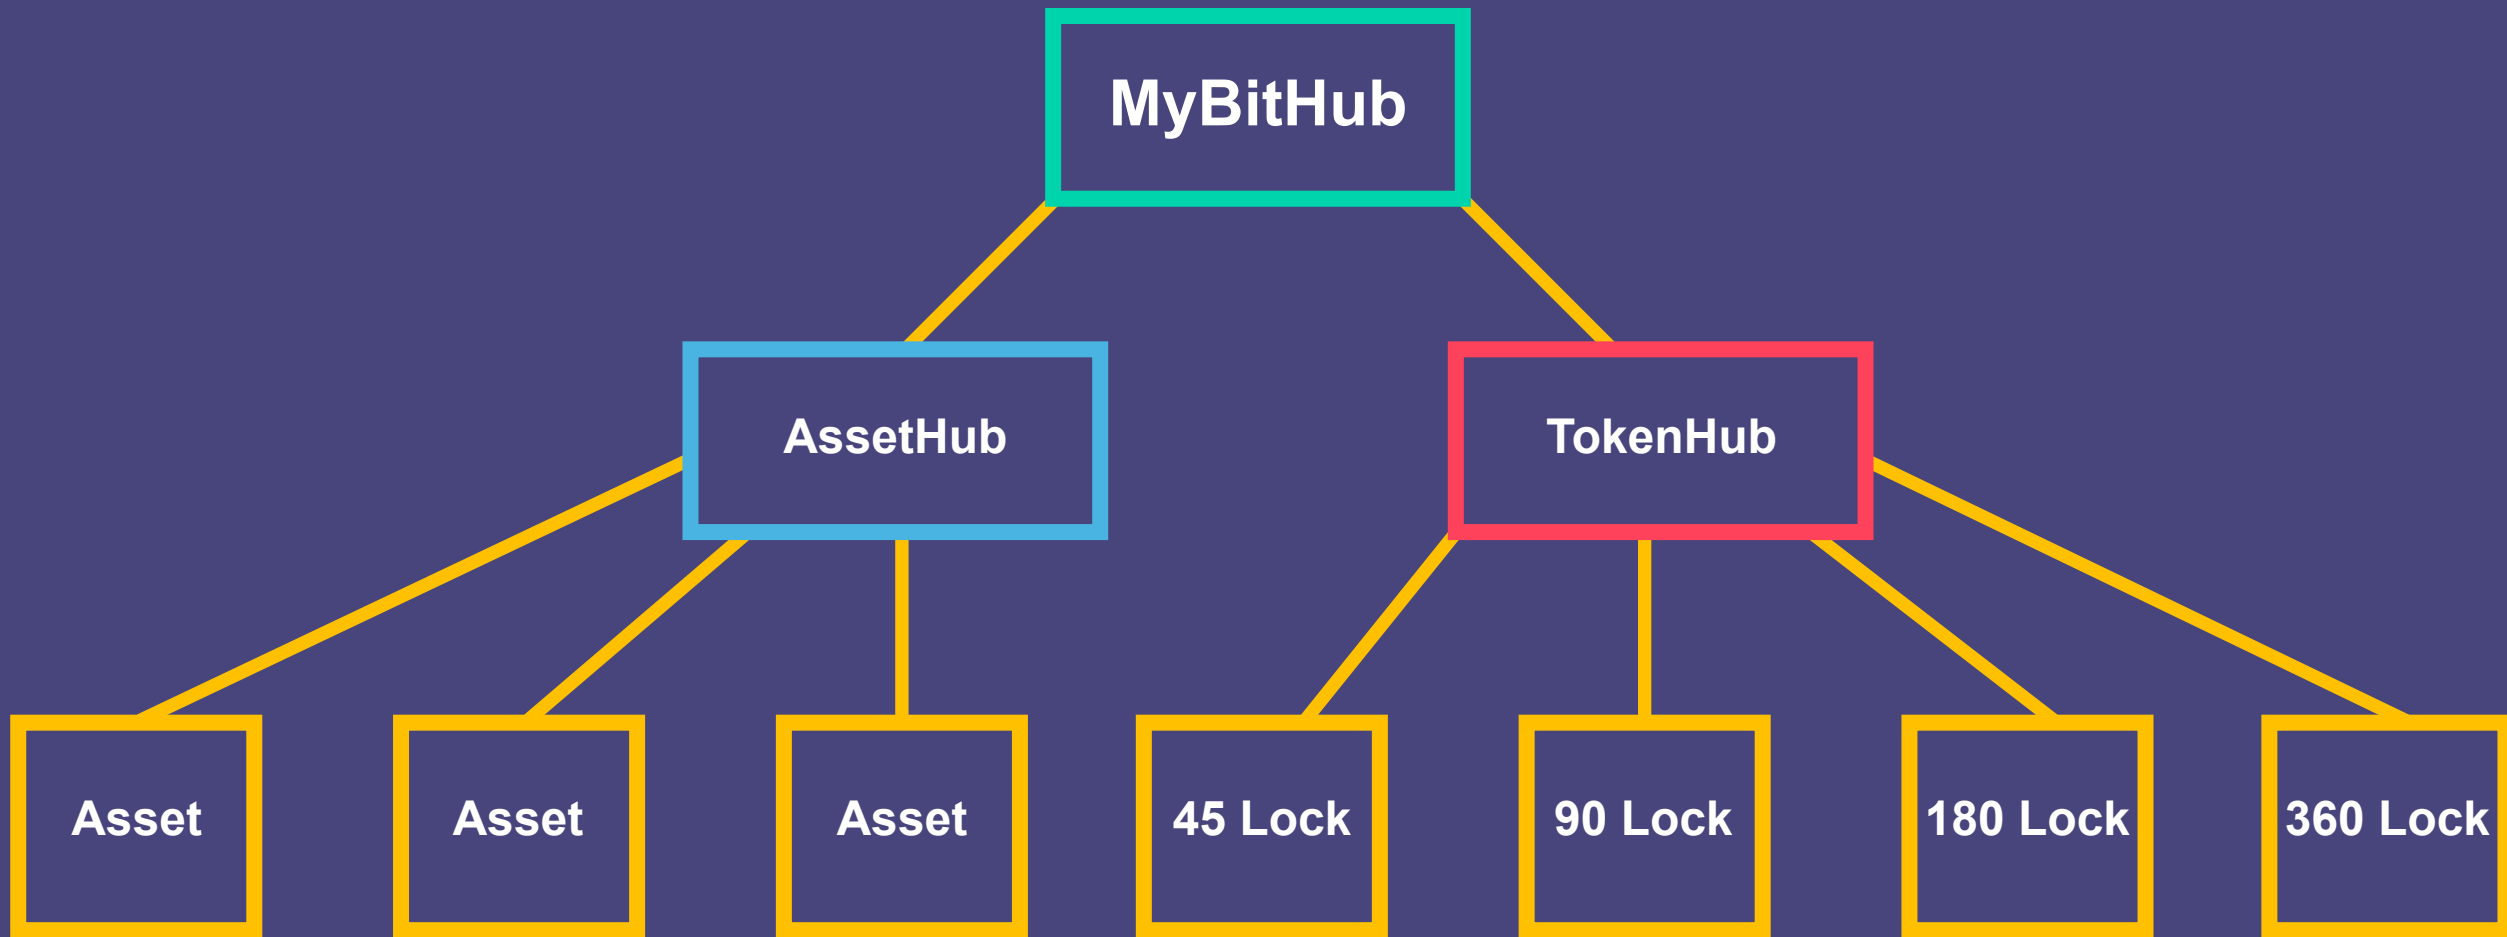 MyBitHub
AssetHub
TokenHub
Asset
Asset
Asset
45 Lock
90 Lock
180 Lock
360 Lock